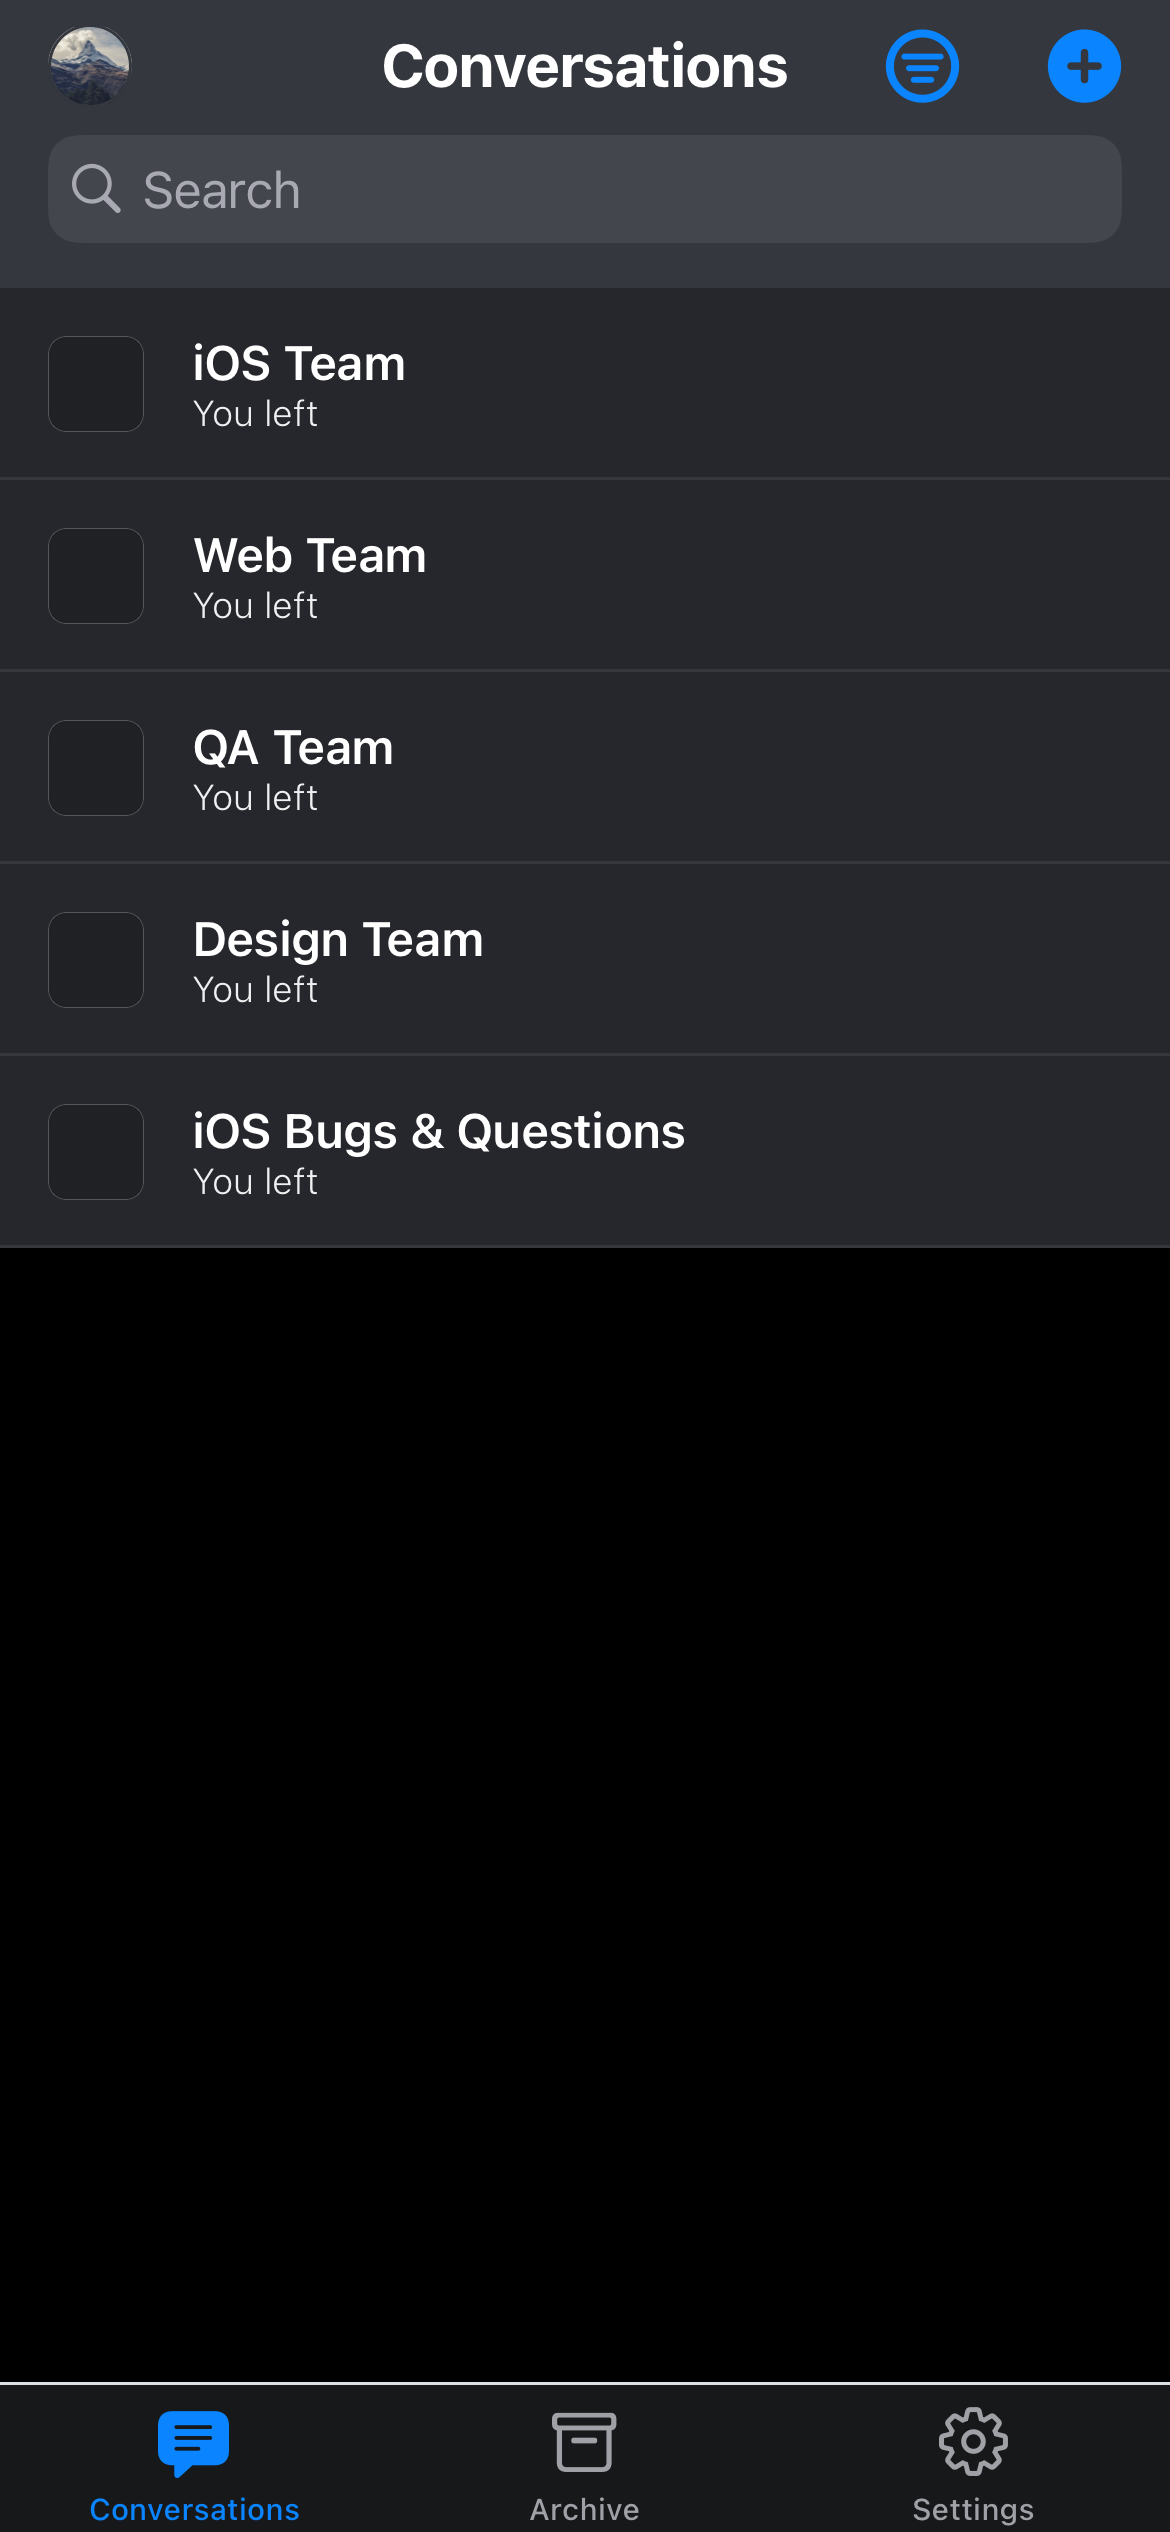 Conversations
Search
iOS Team
You left
Web Team
You left
QA Team
You left
Design Team
You left
iOS Bugs & Questions
You left
Conversations
Archive
Settings